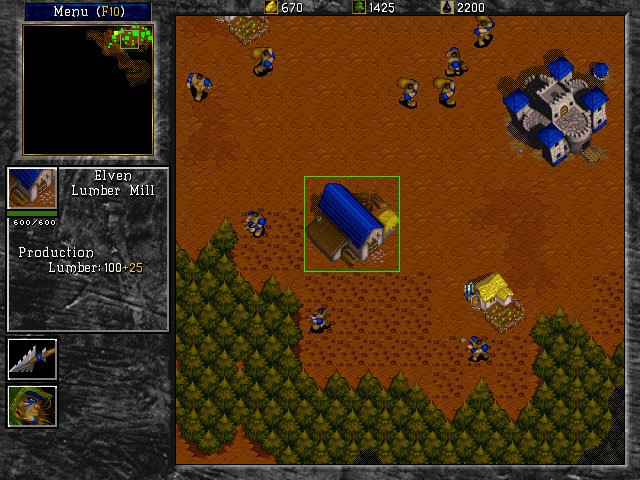 Menu (F10)
670
1425
2200
Elven
Lumber Mill
600/600
Production
Lumber: 100+25